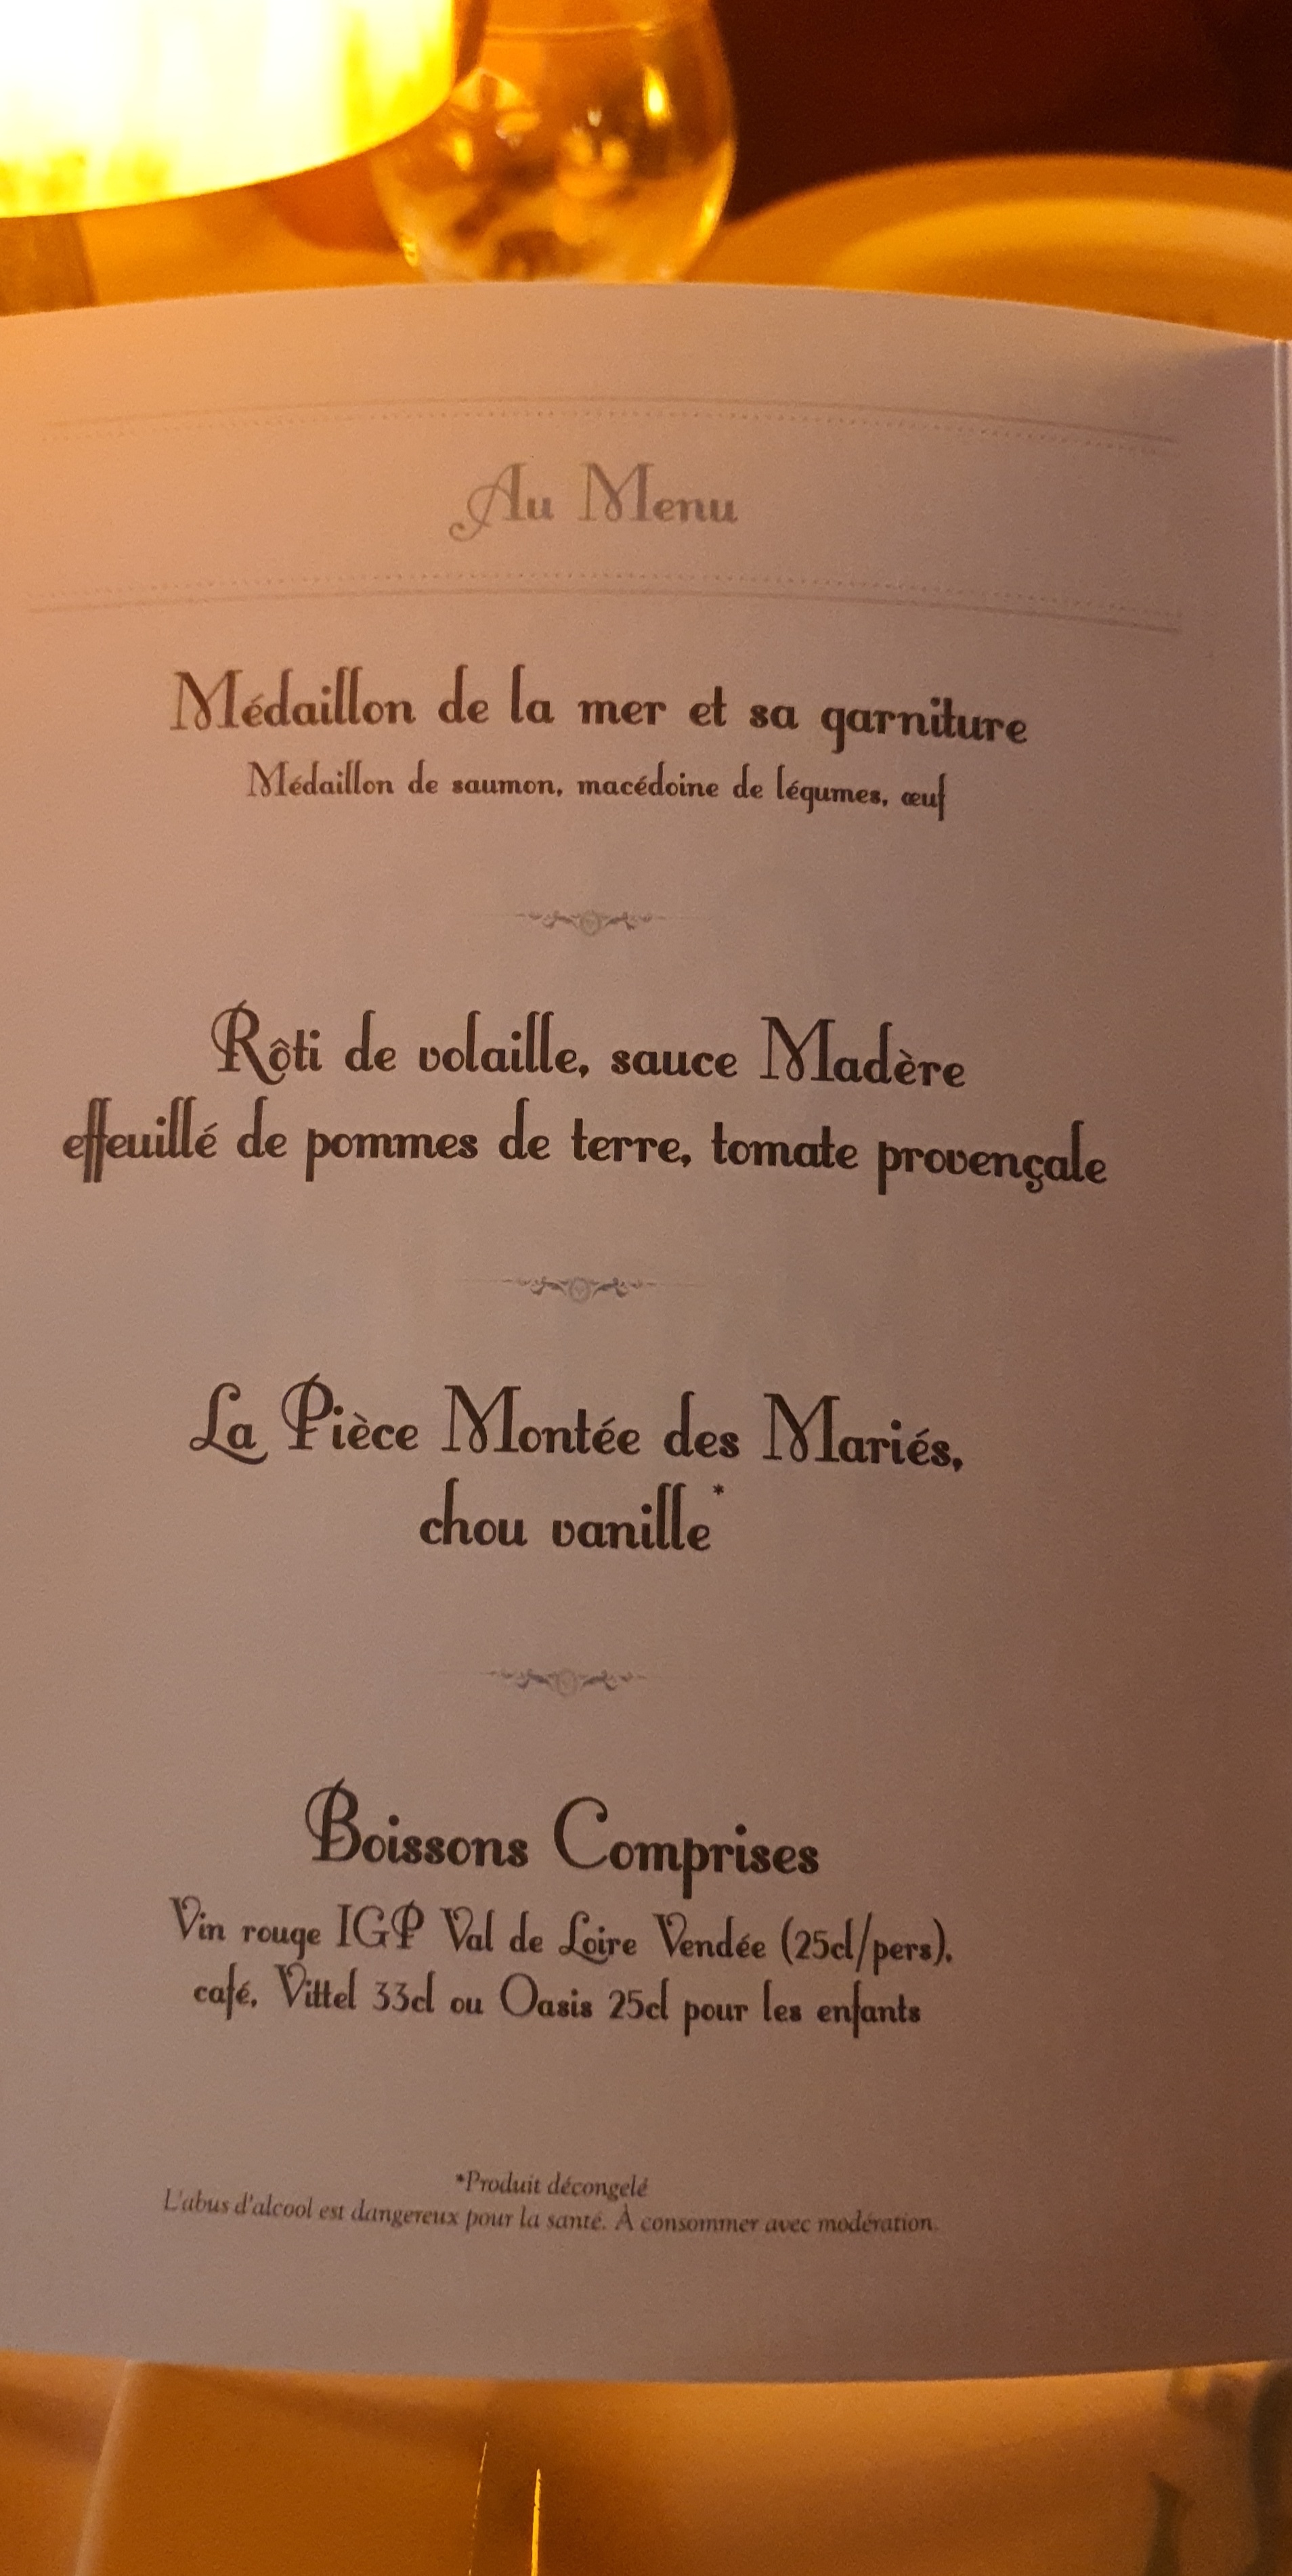 Au Menu
Médaillon de la mer et sa garniture
Médaillon de saumon, macédoine de légumes, œuf
Rôti de volaille, sauce Madère
effeuillé de pommes de terre, tomate provençale
La Pièce Montée des Mariés,
chou vanille*
Boissons Comprises
Vin rouge IGP Val de Loire Vendée (25cl/pers),
café, Vittel 33cl ou Oasis 25cl pour les enfants
*Produit décongelé
L'abus d'alcool est dangereux pour la santé. À consommer avec modération.